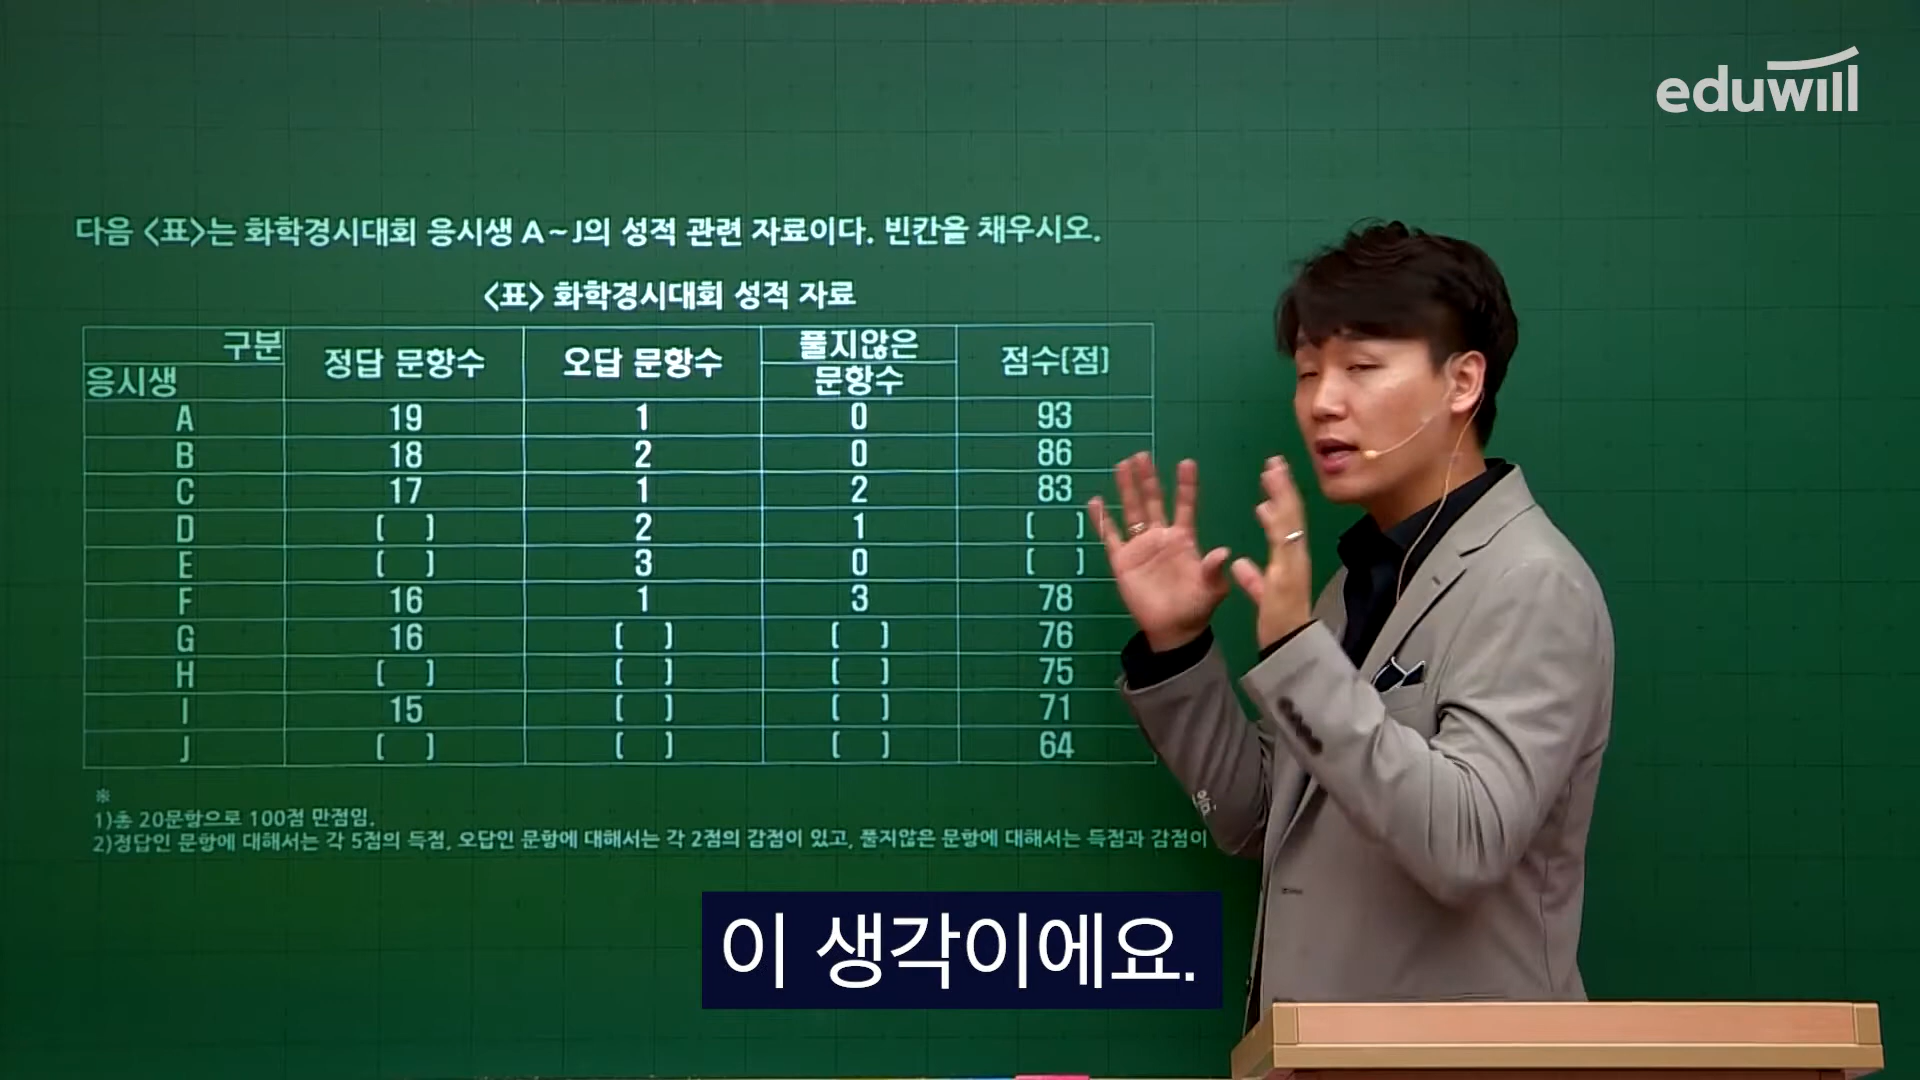 eduwill
다음 <표>는 화학경시대회 응시생 A~J의 성적 관련 자료이다. 빈칸을 채우시오.
<표> 화학경시대회 성적 자료
구분 응시생 정답 문항수 오답 문항수 풀지않은 문항수 점수(점)
A 19 1 0 93
B 18 2 0 86
C 17 1 2 83
D ( ) 2 1 ( )
E ( ) 3 0 ( )
F 16 1 3 78
G 16 ( ) ( ) 76
H ( ) ( ) ( ) 75
I 15 ( ) ( ) 71
J ( ) ( ) ( ) 64
※
1)총 20문항으로 100점 만점임.
2)정답인 문항에 대해서는 각 5점의 득점, 오답인 문항에 대해서는 각 2점의 감점이 있고, 풀지않은 문항에 대해서는 득점과 감점이
이 생각이에요.